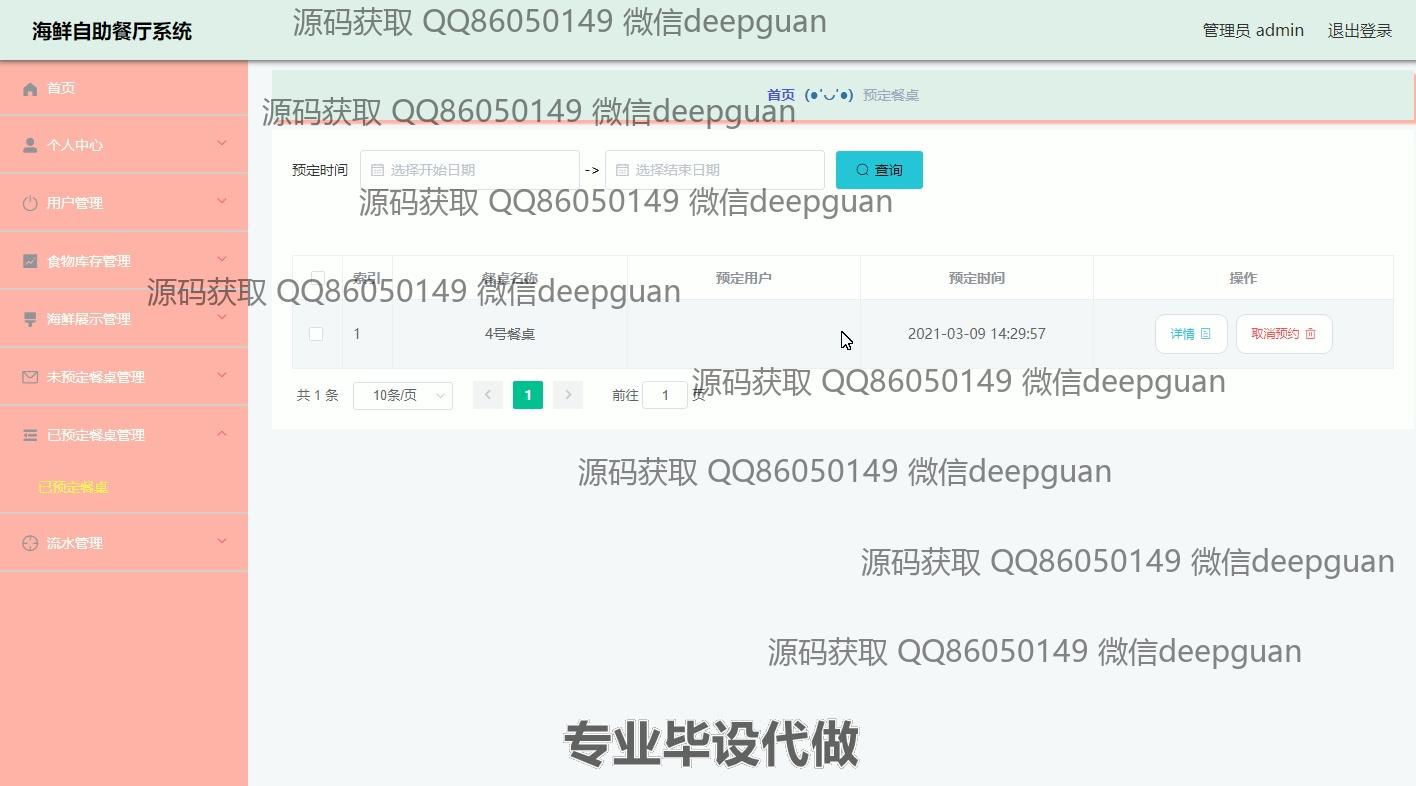 海鲜自助餐厅系统
源码获取 QQ86050149 微信deepguan
管理员 admin
退出登录
首页
首页 (●'◡'●) 预定餐桌
源码获取 QQ86050149 微信deepguan
个人中心
预定时间 选择开始日期 -> 选择结束日期 查询
用户管理
源码获取 QQ86050149 微信deepguan
食物库存管理
索引 餐桌名称 预定用户 预定时间 操作
源码获取 QQ86050149 微信deepguan
海鲜展示管理
1 4号餐桌 2021-03-09 14:29:57 详情 取消预约
未预定餐桌管理
源码获取 QQ86050149 微信deepguan
共 1 条 10条/页 < 1 > 前往 1 页
已预定餐桌管理
源码获取 QQ86050149 微信deepguan
已预定餐桌
流水管理
源码获取 QQ86050149 微信deepguan
源码获取 QQ86050149 微信deepguan
专业毕设代做